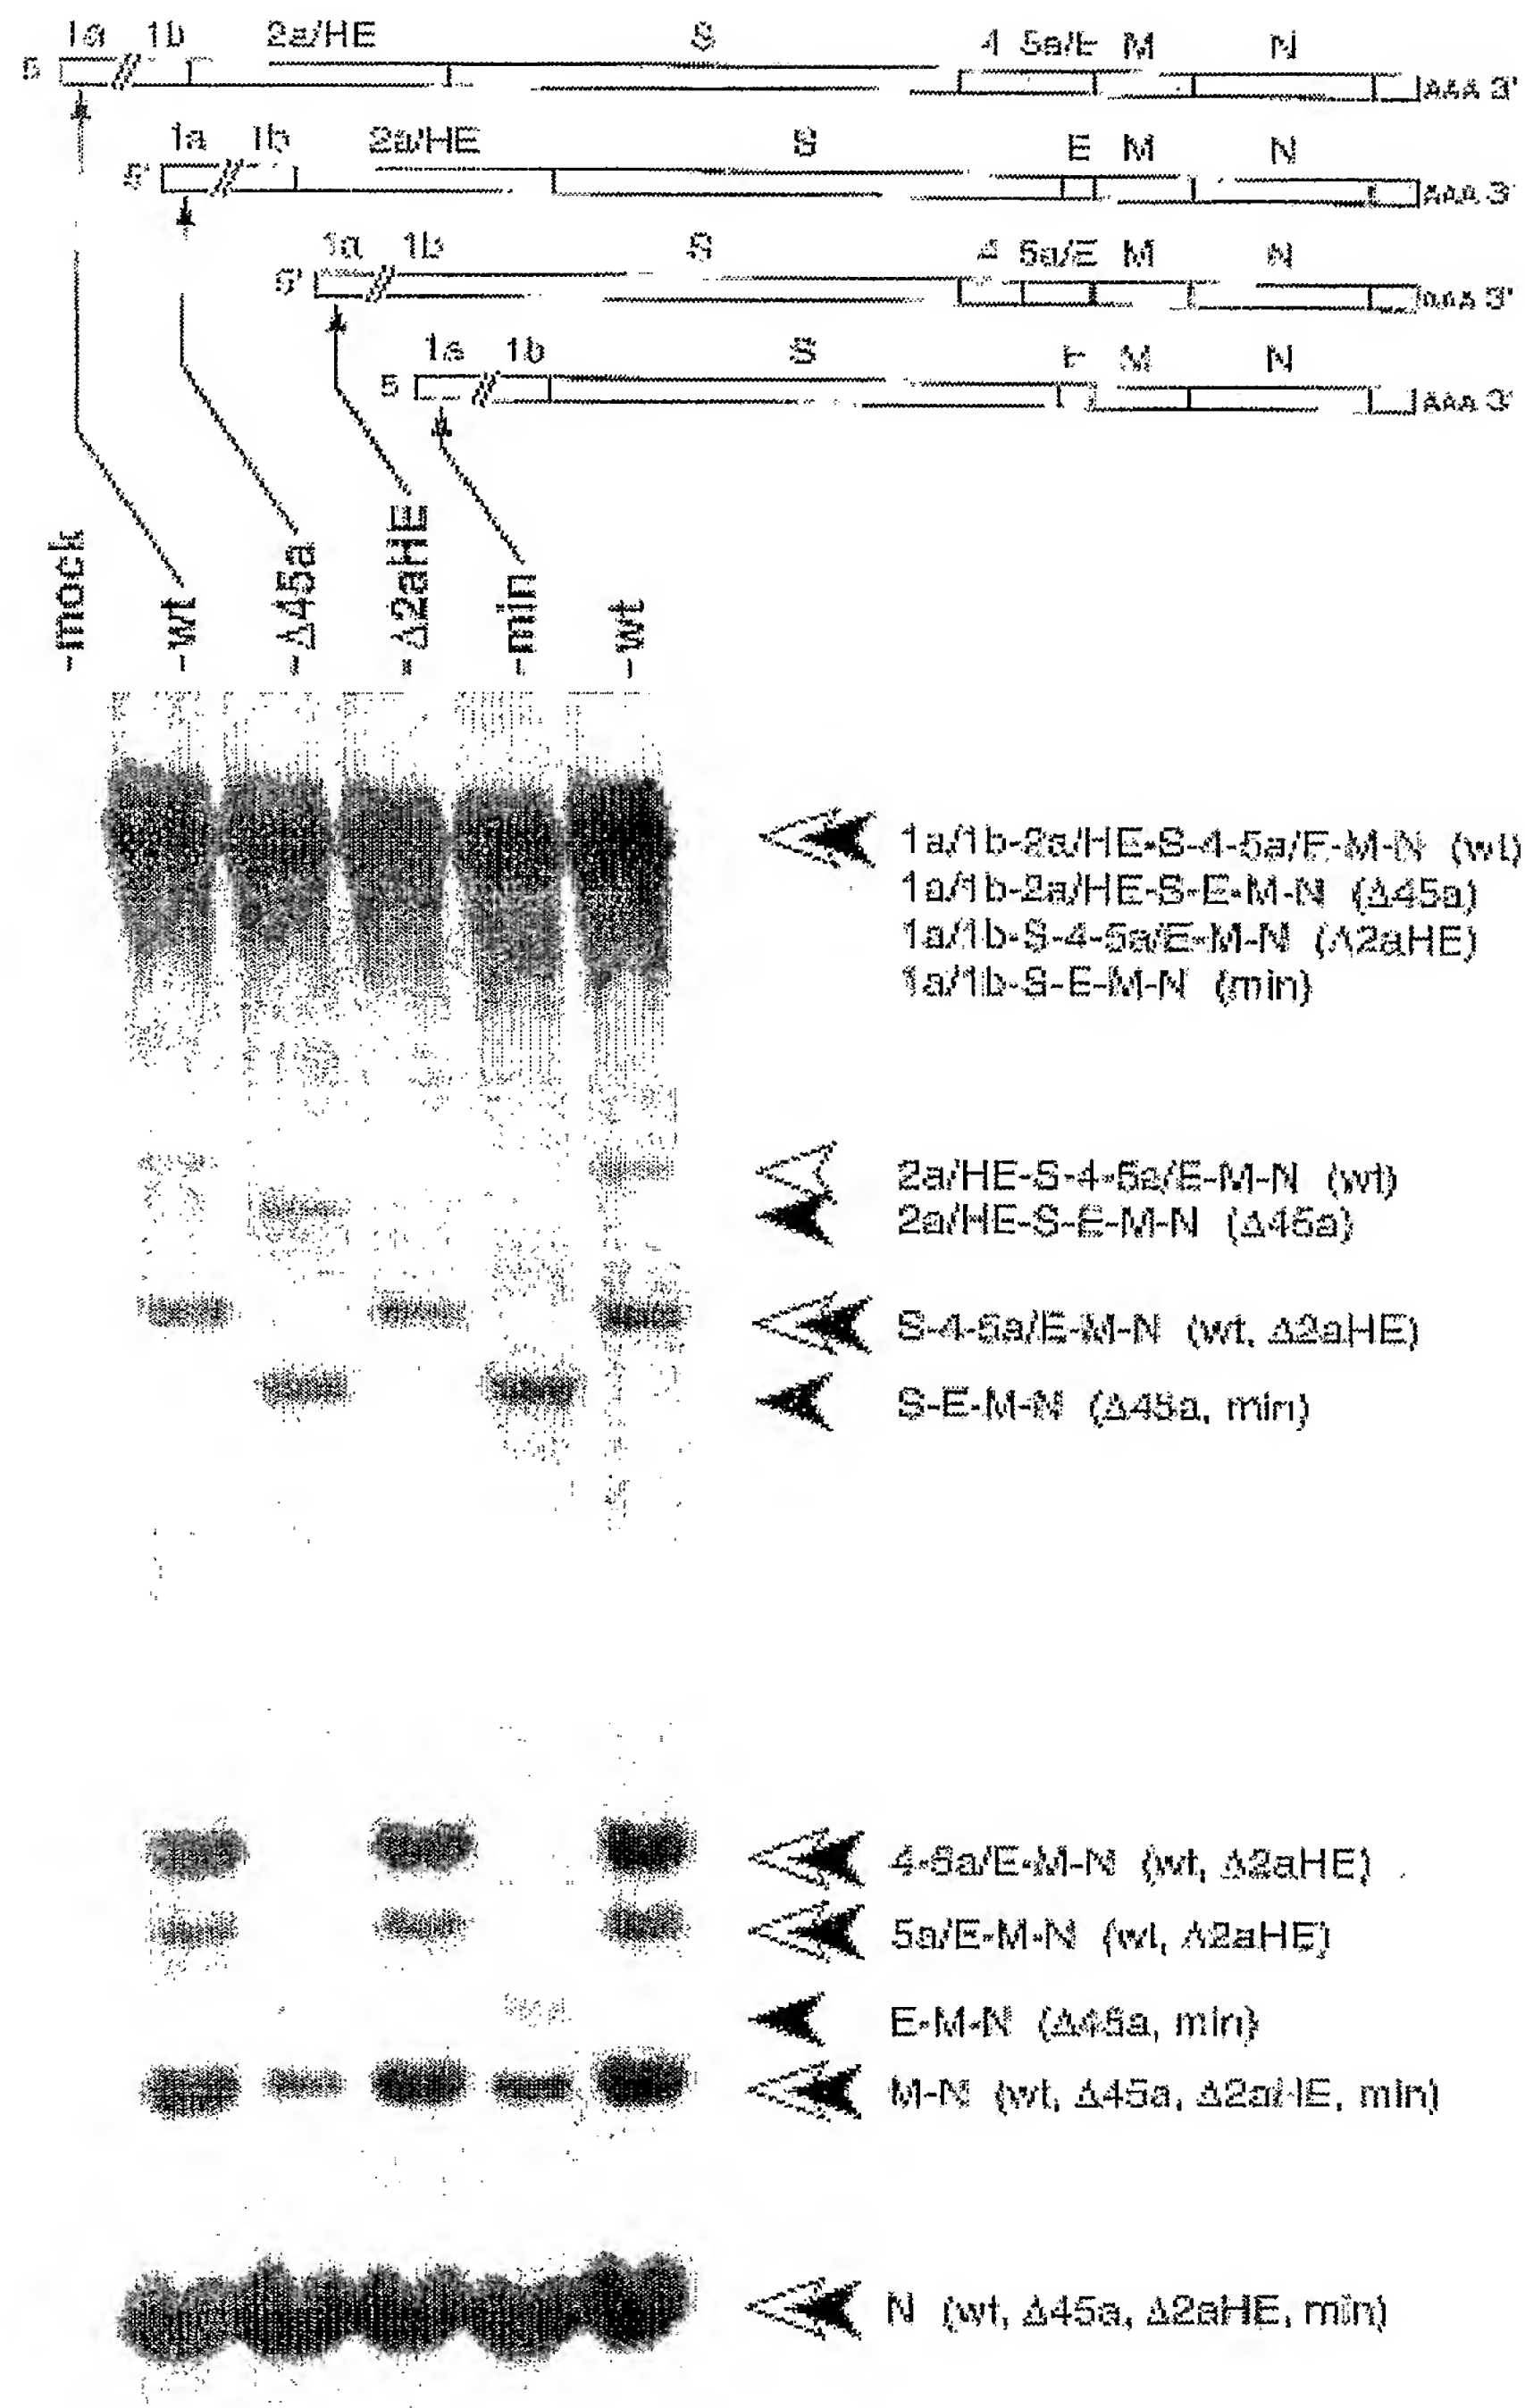 1a 1b 2a/HE S 4 5a/E M N
5 AAA 3'
1a 1b 2a/HE S E M N
5' AAA 3'
1a 1b S 4 5a/E M N
5' AAA 3'
1a 1b S E M N
5 AAA 3'
-mock
-wt
-Δ45a
-Δ2aHE
-min
-wt
1a/1b-2a/HE-S-4-5a/E-M-N (wt)
1a/1b-2a/HE-S-E-M-N (Δ45a)
1a/1b-S-4-5a/E-M-N (Δ2aHE)
1a/1b-S-E-M-N (min)
2a/HE-S-4-5a/E-M-N (wt)
2a/HE-S-E-M-N (Δ45a)
S-4-5a/E-M-N (wt, Δ2aHE)
S-E-M-N (Δ45a, min)
4-5a/E-M-N (wt, Δ2aHE)
5a/E-M-N (wt, Δ2aHE)
E-M-N (Δ45a, min)
M-N (wt, Δ45a, Δ2aHE, min)
N (wt, Δ45a, Δ2aHE, min)